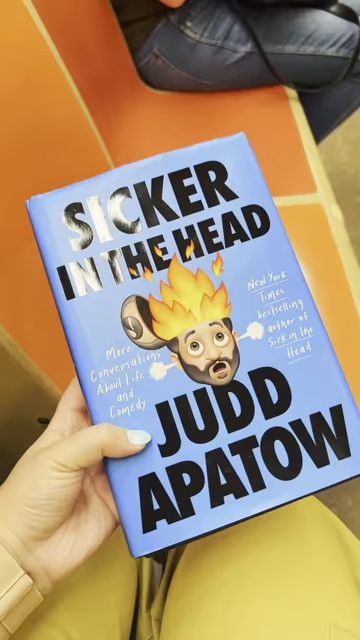 SICKER
IN THE HEAD
More
Conversations
About Life
and
Comedy
New York
Times
bestselling
author of
Sick in the
Head
JUDD
APATOW